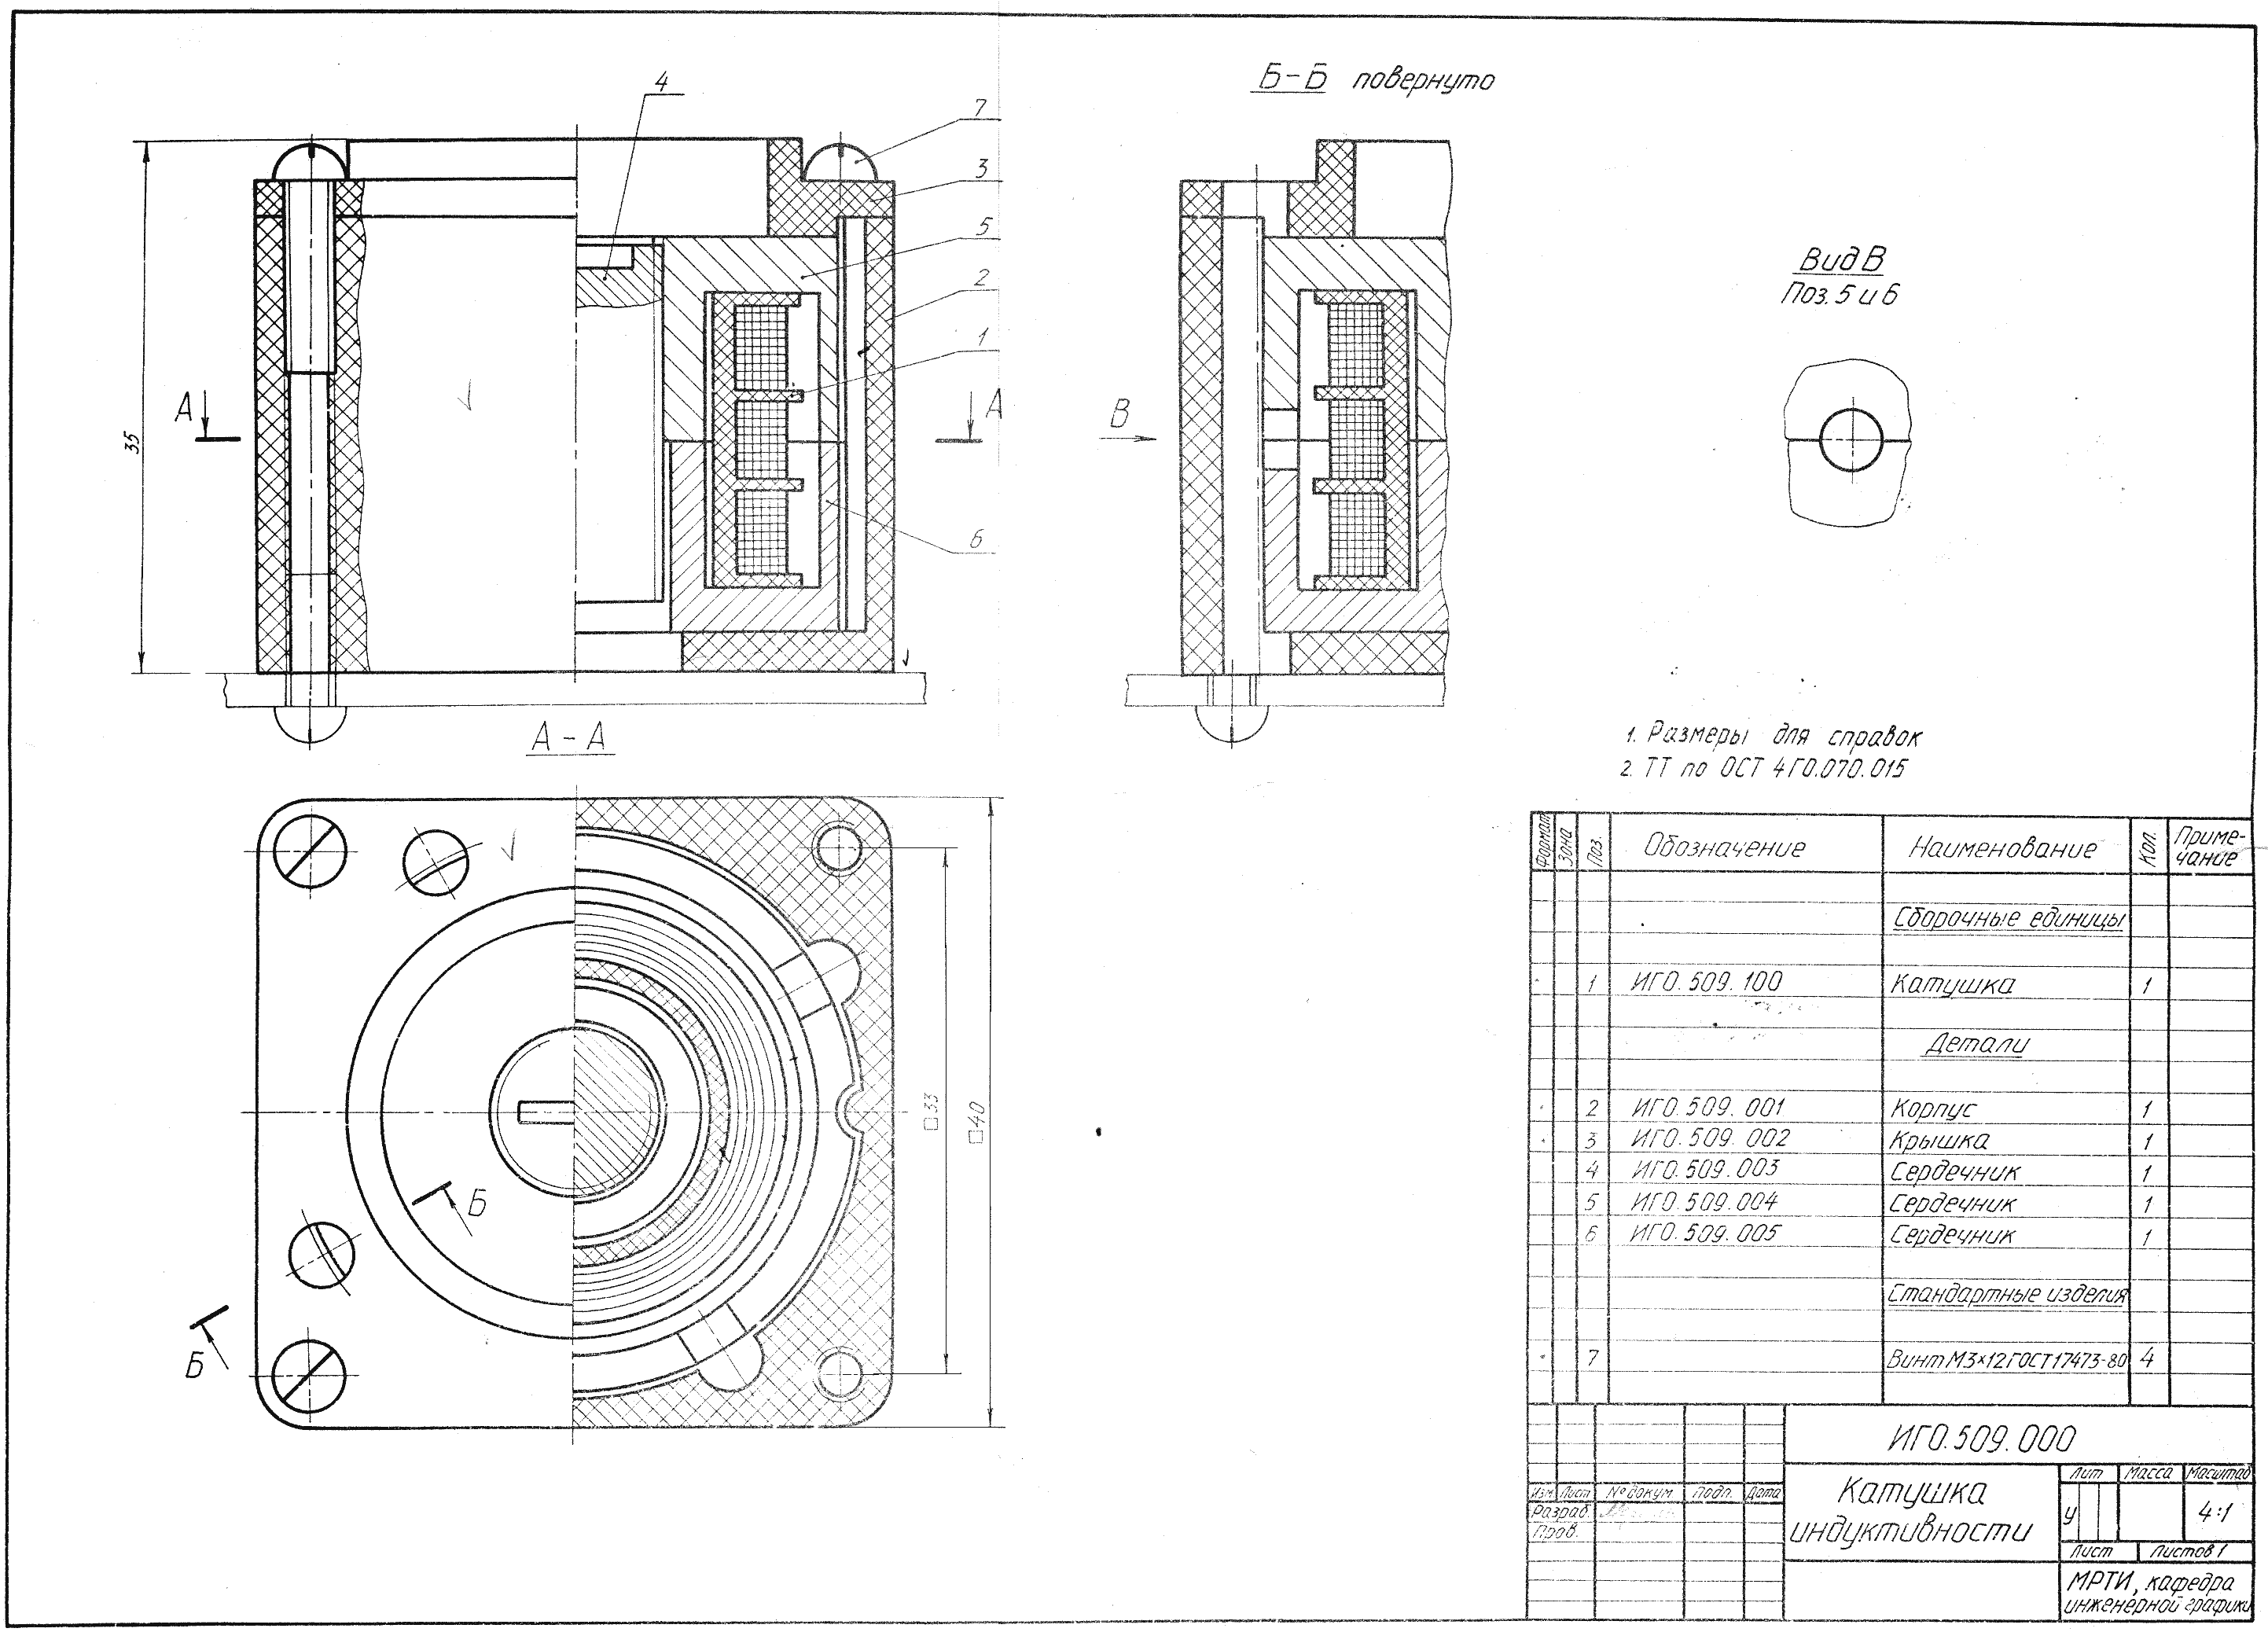 4
7
3
5
2
1
6
А
А
35
Б-Б повернуто
В
Вид В
Поз. 5 и 6
А-А
Б
Б
□33
□40
1. Размеры для справок
2. ТТ по ОСТ 4Г0.070.015
Формат Зона Поз. Обозначение Наименование Кол. Приме-
чание
Сборочные единицы
1 ИГО.509.100 Катушка 1
Детали
2 ИГО.509.001 Корпус 1
3 ИГО.509.002 Крышка 1
4 ИГО.509.003 Сердечник 1
5 ИГО.509.004 Сердечник 1
6 ИГО.509.005 Сердечник 1
Стандартные изделия
7 Винт М3×12 ГОСТ 17473-80 4
ИГО.509.000
Изм. Лист № докум. Подп. Дата
Разраб.
Пров.
Катушка
индуктивности
Лит Масса Масштаб
у 4:1
Лист Листов 1
МРТИ, кафедра
инженерной графики